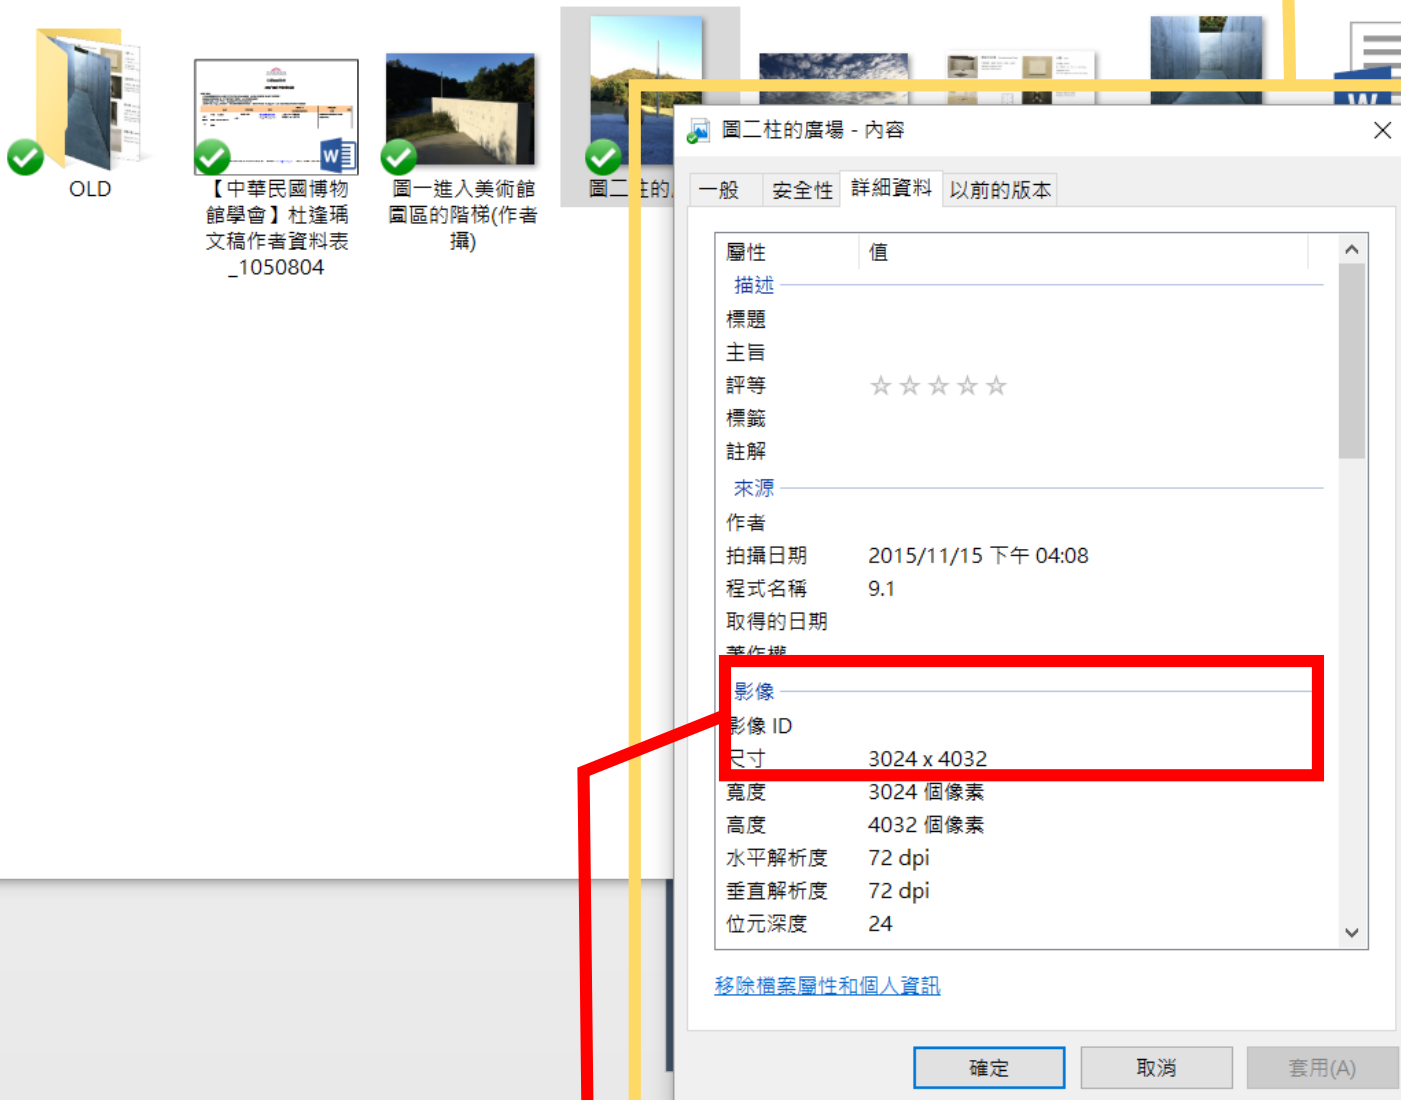 OLD
【中華民國博物
館學會】杜逢瑀
文稿作者資料表
_1050804
圖一進入美術館
園區的階梯(作者
攝)
圖二柱的
圖二柱的廣場 - 內容
一般
安全性
詳細資料
以前的版本
屬性 值
描述
標題
主旨
評等
標籤
註解
來源
作者
拍攝日期 2015/11/15 下午 04:08
程式名稱 9.1
取得的日期
著作權
影像
影像 ID
尺寸 3024 x 4032
寬度 3024 個像素
高度 4032 個像素
水平解析度 72 dpi
垂直解析度 72 dpi
位元深度 24
移除檔案屬性和個人資訊
確定
取消
套用(A)